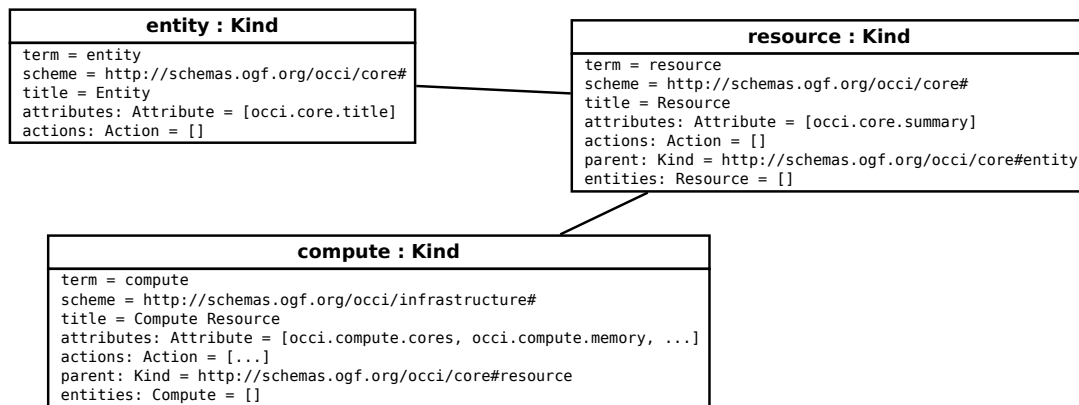 entity : Kind
term = entity
scheme = http://schemas.ogf.org/occi/core#
title = Entity
attributes: Attribute = [occi.core.title]
actions: Action = []
resource : Kind
term = resource
scheme = http://schemas.ogf.org/occi/core#
title = Resource
attributes: Attribute = [occi.core.summary]
actions: Action = []
parent: Kind = http://schemas.ogf.org/occi/core#entity
entities: Resource = []
compute : Kind
term = compute
scheme = http://schemas.ogf.org/occi/infrastructure#
title = Compute Resource
attributes: Attribute = [occi.compute.cores, occi.compute.memory, ...]
actions: Action = [...]
parent: Kind = http://schemas.ogf.org/occi/core#resource
entities: Compute = []